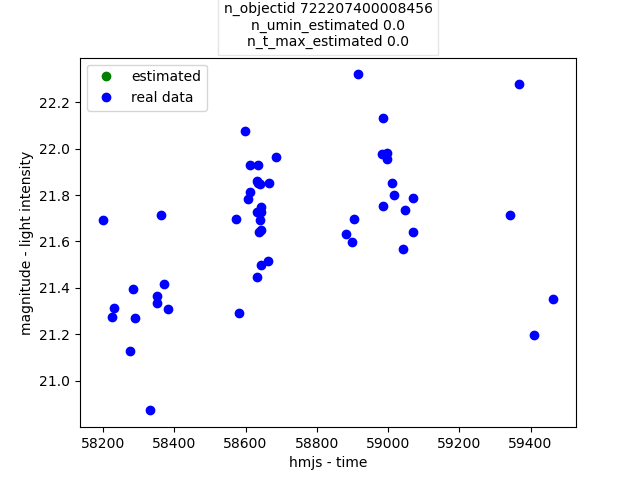 n_objectid 722207400008456
n_umin_estimated 0.0
n_t_max_estimated 0.0
estimated
real data
22.2
22.0
21.8
21.6
21.4
21.2
21.0
magnitude - light intensity
58200 58400 58600 58800 59000 59200 59400
hmjs - time